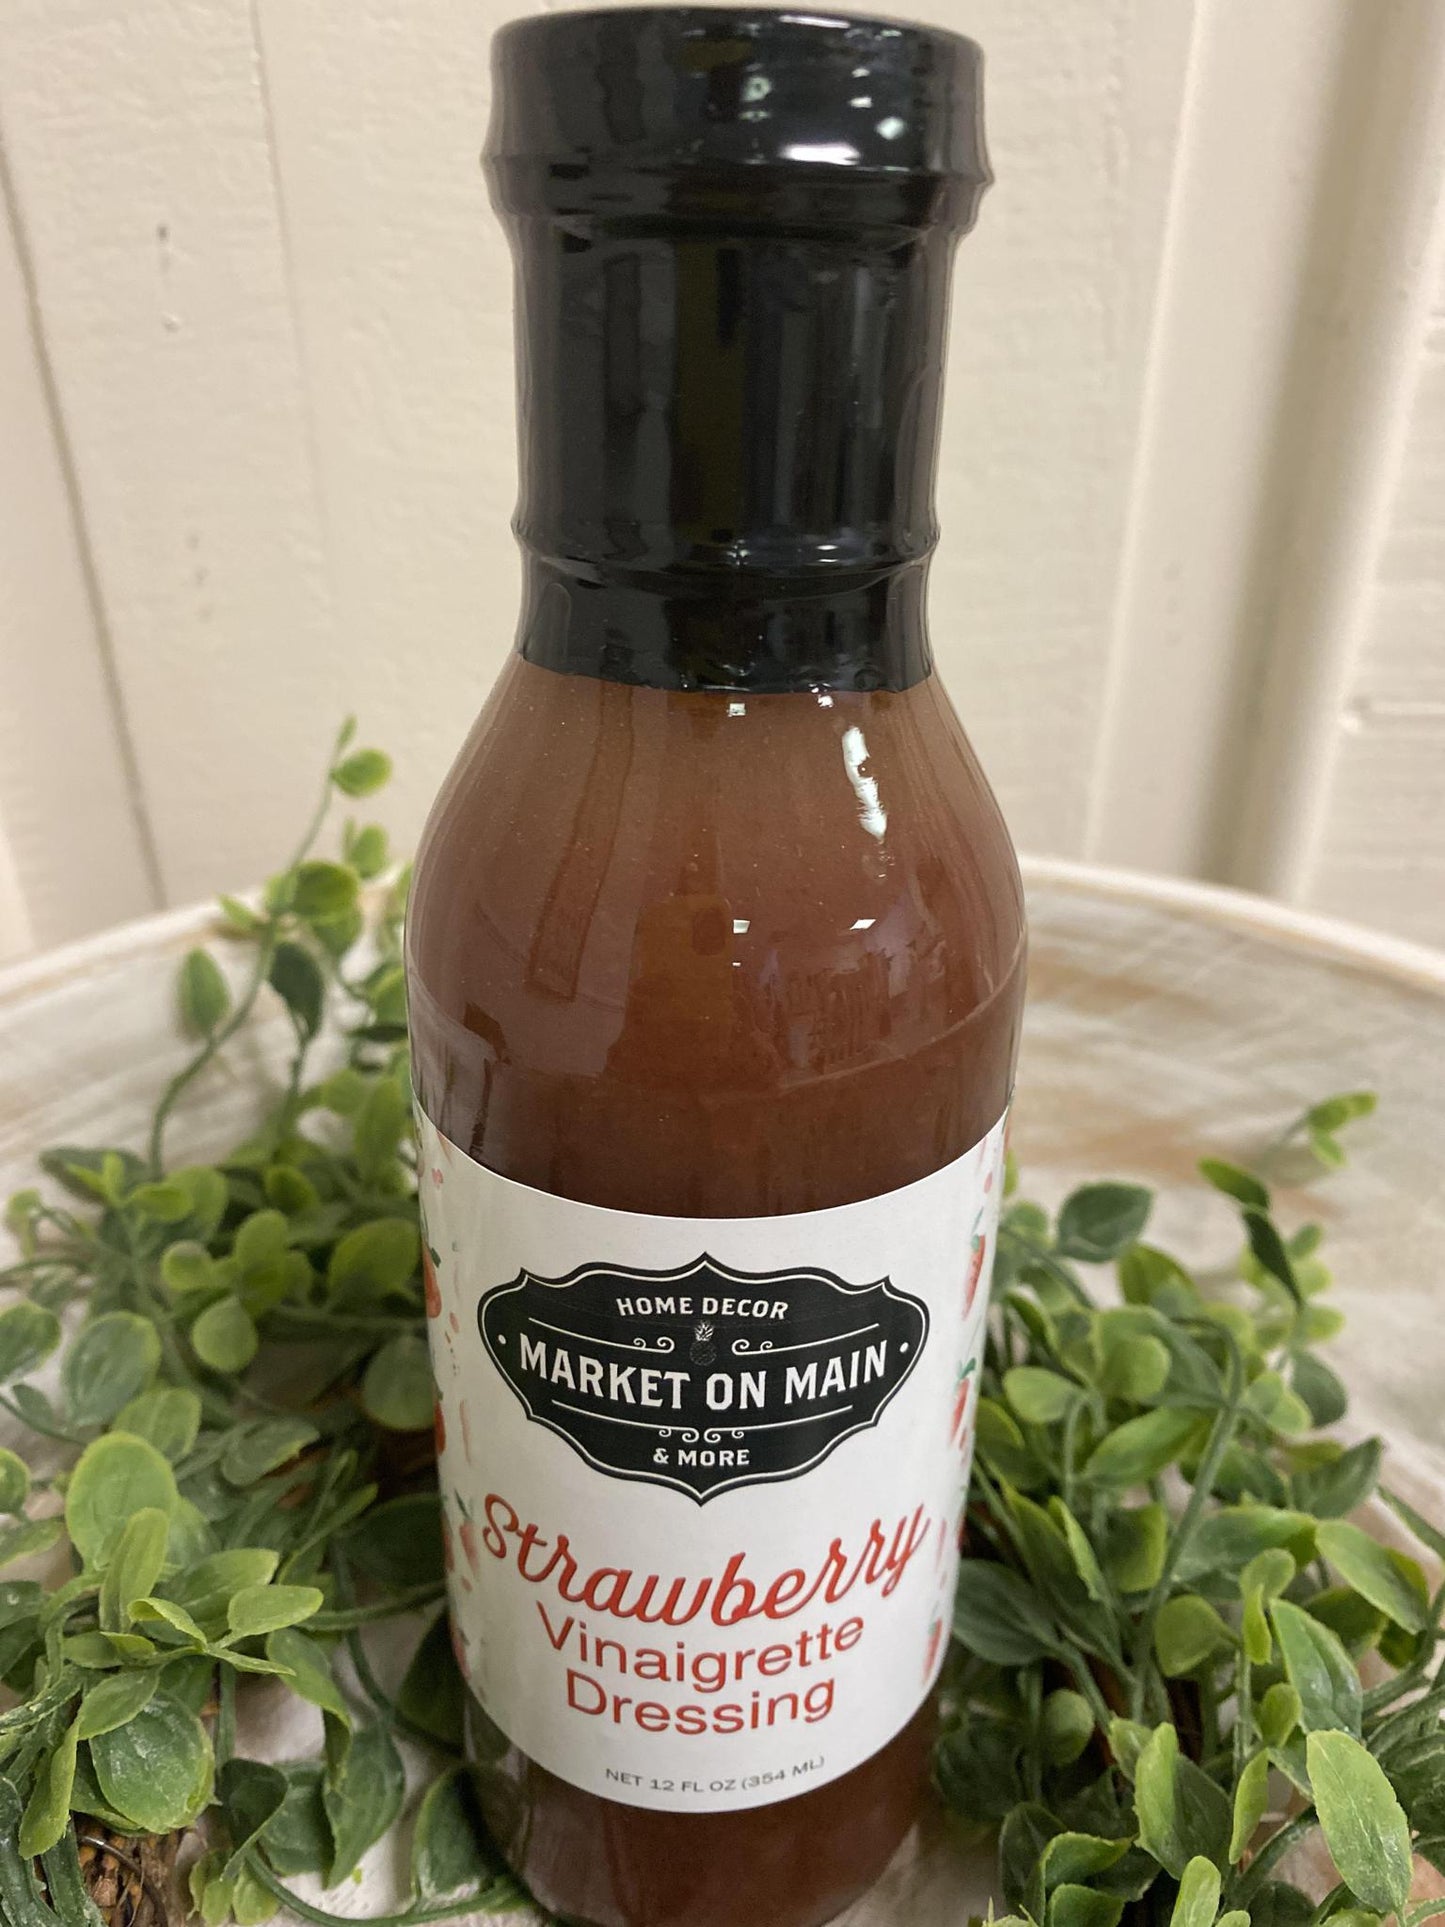 HOME DECOR
MARKET ON MAIN
& MORE
Strawberry
Vinaigrette
Dressing
NET 12 FL OZ (354 ML)